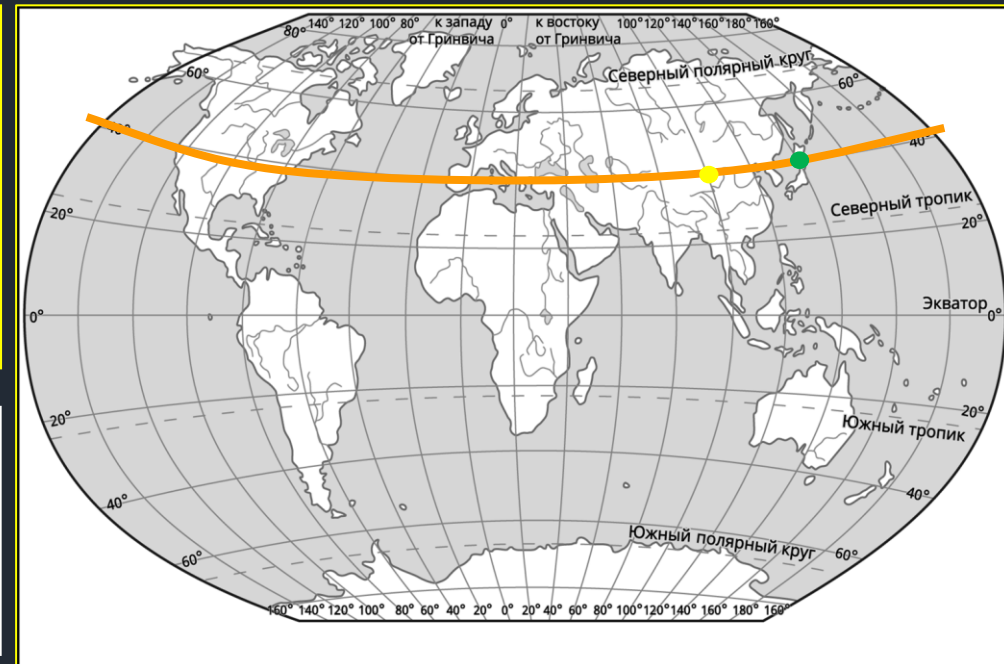 140° 120° 100° 80° к западу 0° к востоку 100° 120° 140° 160° 180° 160°
от Гринвича от Гринвича
80°
Северный полярный круг
60° 60°
40° 40°
Северный тропик
20° 20°
Экватор
0° 0°
20° 20°
Южный тропик
40° 40°
Южный полярный круг
60° 60°
160° 140° 120° 100° 80° 60° 40° 20° 0° 20° 40° 60° 80° 100° 120° 140° 160° 180° 160°